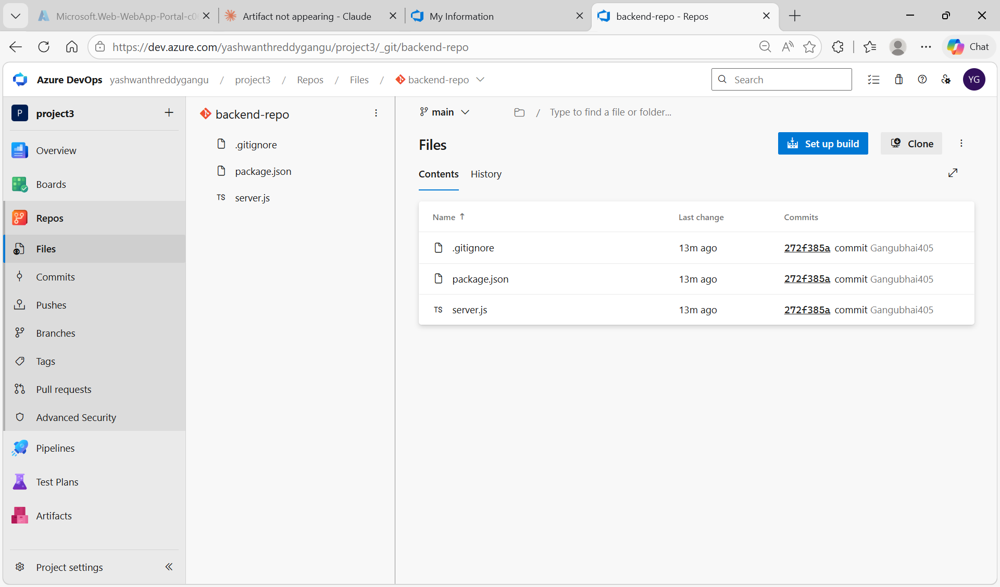 Microsoft.Web-WebApp-Portal-c0
Artifact not appearing - Claude
My Information
backend-repo - Repos
https://dev.azure.com/yashwanthreddygangu/project3/_git/backend-repo
Chat
Azure DevOps yashwanthreddygangu / project3 / Repos / Files / backend-repo
Search
YG
P project3
Overview
Boards
Repos
Files
Commits
Pushes
Branches
Tags
Pull requests
Advanced Security
Pipelines
Test Plans
Artifacts
Project settings
backend-repo
.gitignore
package.json
TS server.js
main
/ Type to find a file or folder...
Files
Set up build
Clone
Contents History
Name Last change Commits
.gitignore 13m ago 272f385a commit Gangubhai405
package.json 13m ago 272f385a commit Gangubhai405
TS server.js 13m ago 272f385a commit Gangubhai405